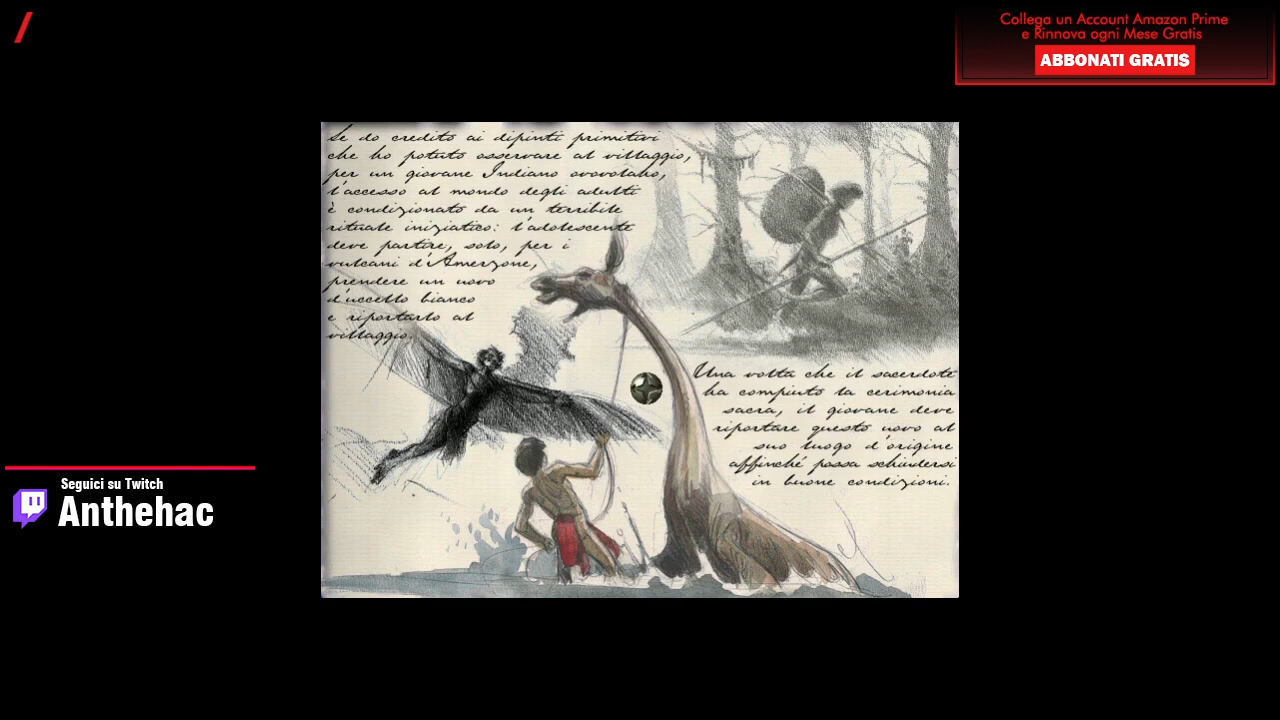 Collega un Account Amazon Prime
e Rinnova ogni Mese Gratis
ABBONATI GRATIS
Se do credito ai dipinti primitivi
che ho potuto osservare al villaggio,
per un giovane Indiano ovovolaho,
l'accesso al mondo degli adulti
è condizionato da un terribile
rituale iniziatico: l'adolescente
deve partire, solo, per i
vulcani d'Amerzone,
prendere un uovo
d'uccello bianco
e riportarlo al
villaggio.
Una volta che il sacerdote
ha compiuto la cerimonia
sacra, il giovane deve
riportare questo uovo al
suo luogo d'origine
affinché possa schiudersi
in buone condizioni.
Seguici su Twitch
Anthehac